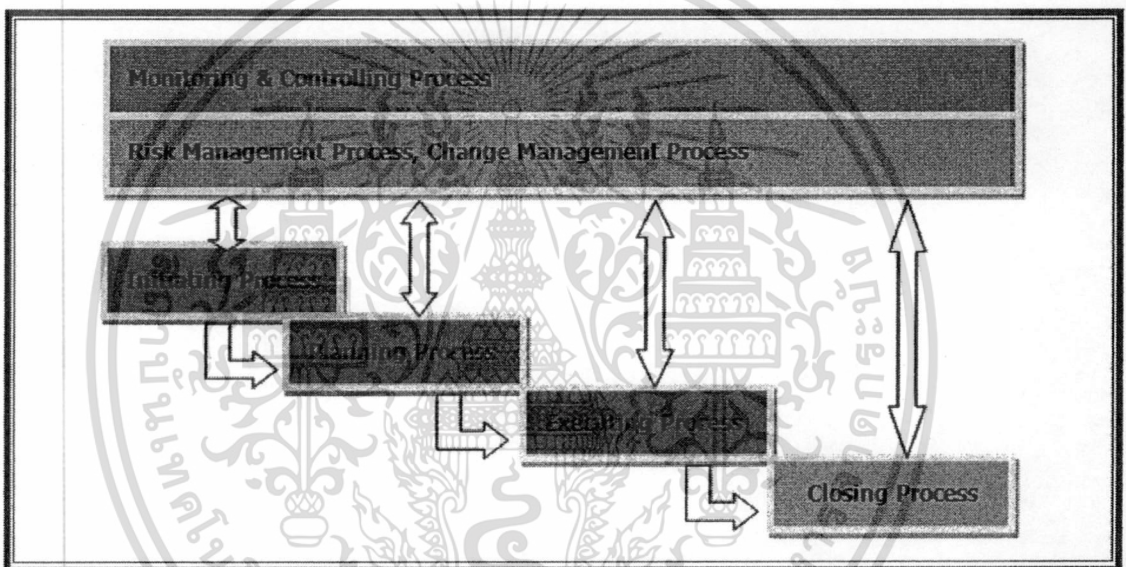 Monitoring & Controlling Process
Risk Management Process, Change Management Process
Initiating Process
Planning Process
Executing Process
Closing Process